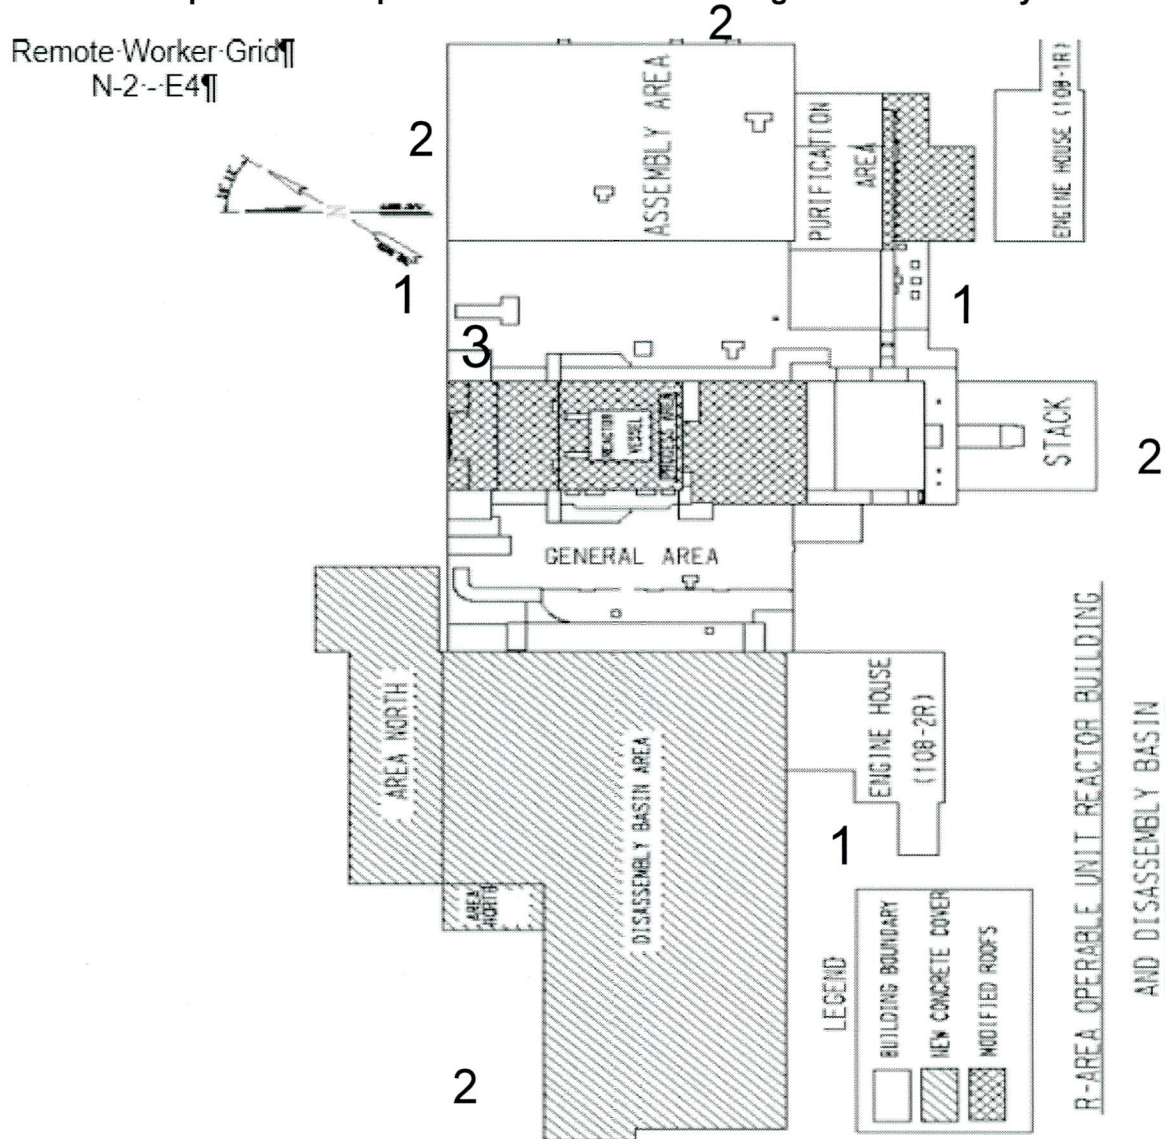 2
Remote·Worker·Grid¶
N-2·-·E4¶
2
1
3
1
2
1
2
ASSEMBLY AREA
PURIFICATION
AREA
ENGINE HOUSE (108-1R)
N
REACTOR
VESSEL
PROCESS AREA
STACK
GENERAL AREA
AREA NORTH
AREA
NORTH
DISASSEMBLY BASIN AREA
ENGINE HOUSE
(108-2R)
LEGEND
BUILDING BOUNDARY
NEW CONCRETE COVER
MODIFIED ROOFS
R-AREA OPERABLE UNIT REACTOR BUILDING
AND DISASSEMBLY BASIN